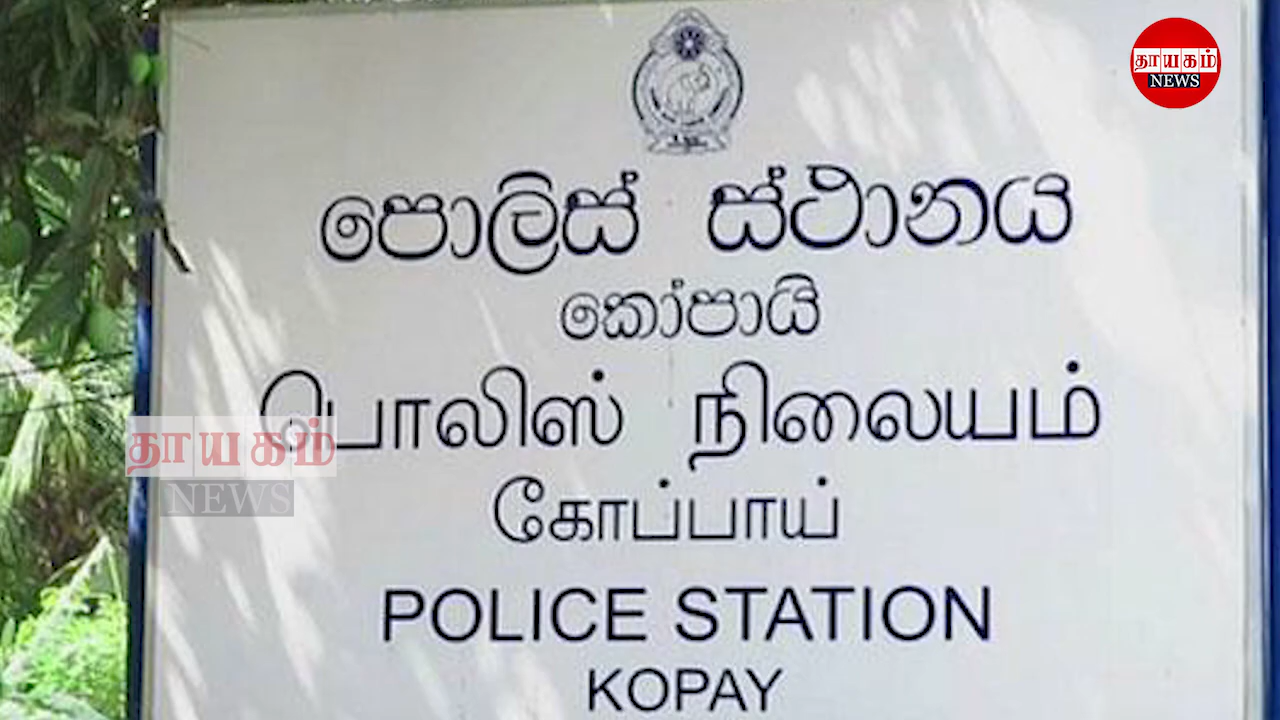 தாயகம்
NEWS
පොලිස් ස්ථානය
කෝපායි
பொலிஸ் நிலையம்
தாயகம்
NEWS
கோப்பாய்
POLICE STATION
KOPAY